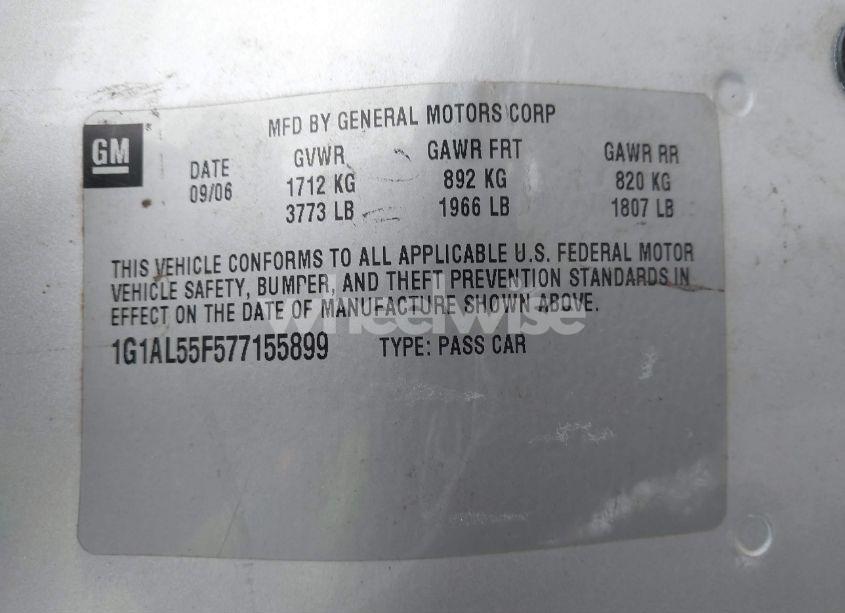 MFD BY GENERAL MOTORS CORP
GM
DATE GVWR GAWR FRT GAWR RR
09/06 1712 KG 892 KG 820 KG
3773 LB 1966 LB 1807 LB
THIS VEHICLE CONFORMS TO ALL APPLICABLE U.S. FEDERAL MOTOR
VEHICLE SAFETY, BUMPER, AND THEFT PREVENTION STANDARDS IN
EFFECT ON THE DATE OF MANUFACTURE SHOWN ABOVE.
wheelwise
1G1AL55F577155899 TYPE: PASS CAR